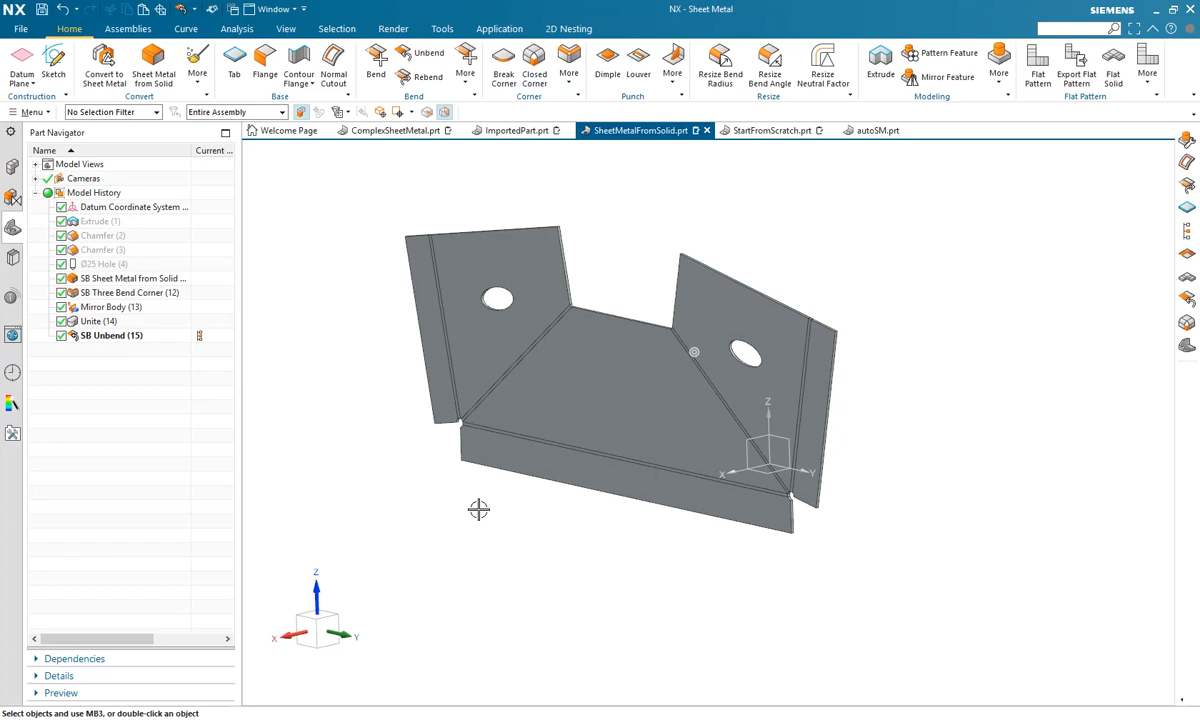 NX
Window
NX - Sheet Metal
SIEMENS
File
Home
Assemblies
Curve
Analysis
View
Selection
Render
Tools
Application
2D Nesting
Datum Plane
Sketch
Convert to Sheet Metal
Sheet Metal from Solid
More
Tab
Flange
Contour Flange
Normal Cutout
Bend
Unbend
Rebend
More
Break Corner
Closed Corner
More
Dimple
Louver
More
Resize Bend Radius
Resize Bend Angle
Resize Neutral Factor
Extrude
Pattern Feature
Mirror Feature
More
Flat Pattern
Export Flat Pattern
Flat Solid
More
Construction
Convert
Base
Bend
Corner
Punch
Resize
Modeling
Flat Pattern
Menu
No Selection Filter
Entire Assembly
Part Navigator
Welcome Page
ComplexSheetMetal.prt
ImportedPart.prt
SheetMetalFromSolid.prt
StartFromScratch.prt
autoSM.prt
Name
Current ...
Model Views
Cameras
Model History
Datum Coordinate System ...
Extrude (1)
Chamfer (2)
Chamfer (3)
Ø25 Hole (4)
SB Sheet Metal from Solid ...
SB Three Bend Corner (12)
Mirror Body (13)
Unite (14)
SB Unbend (15)
Z
X
Y
Z
X
Y
Dependencies
Details
Preview
Select objects and use MB3, or double-click an object